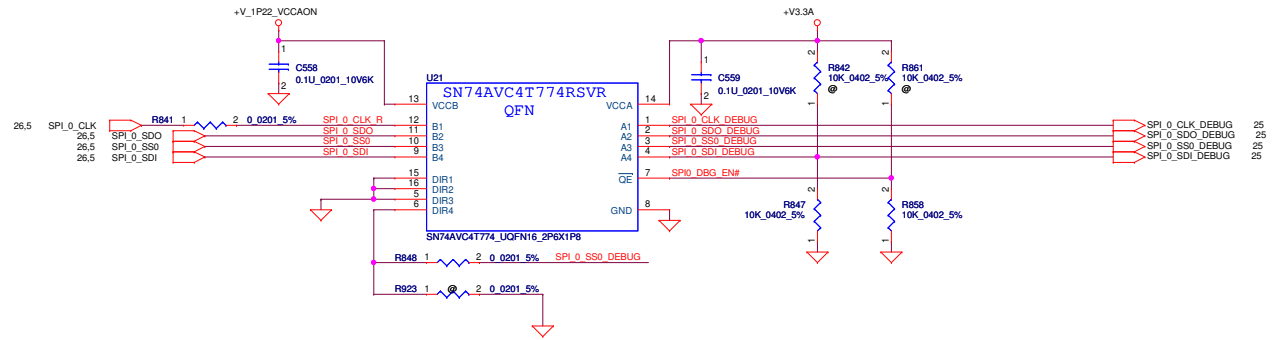 +V_1P22_VCCAON
+V3.3A
1
C558
0.1U_0201_10V6K
2
1
C559
0.1U_0201_10V6K
2
2
R842
10K_0402_5%
@
1
2
R861
10K_0402_5%
@
1
U21
SN74AVC4T774RSVR
QFN
13 VCCB VCCA 14
26,5 SPI_0_CLK R841 1 2 0_0201_5% SPI_0_CLK_R 12 B1 A1 1 SPI_0_CLK_DEBUG SPI_0_CLK_DEBUG 25
26,5 SPI_0_SDO SPI_0_SDO 11 B2 A2 2 SPI_0_SDO_DEBUG SPI_0_SDO_DEBUG 25
26,5 SPI_0_SS0 SPI_0_SS0 10 B3 A3 3 SPI_0_SS0_DEBUG SPI_0_SS0_DEBUG 25
26,5 SPI_0_SDI SPI_0_SDI 9 B4 A4 4 SPI_0_SDI_DEBUG SPI_0_SDI_DEBUG 25
15 DIR1 QE 7 SPI0_DBG_EN#
16 DIR2
5 DIR3
6 DIR4 GND 8
2
R847
10K_0402_5%
1
2
R858
10K_0402_5%
1
SN74AVC4T774_UQFN16_2P6X1P8
R848 1 2 0_0201_5% SPI_0_SS0_DEBUG
R923 1 @ 2 0_0201_5%